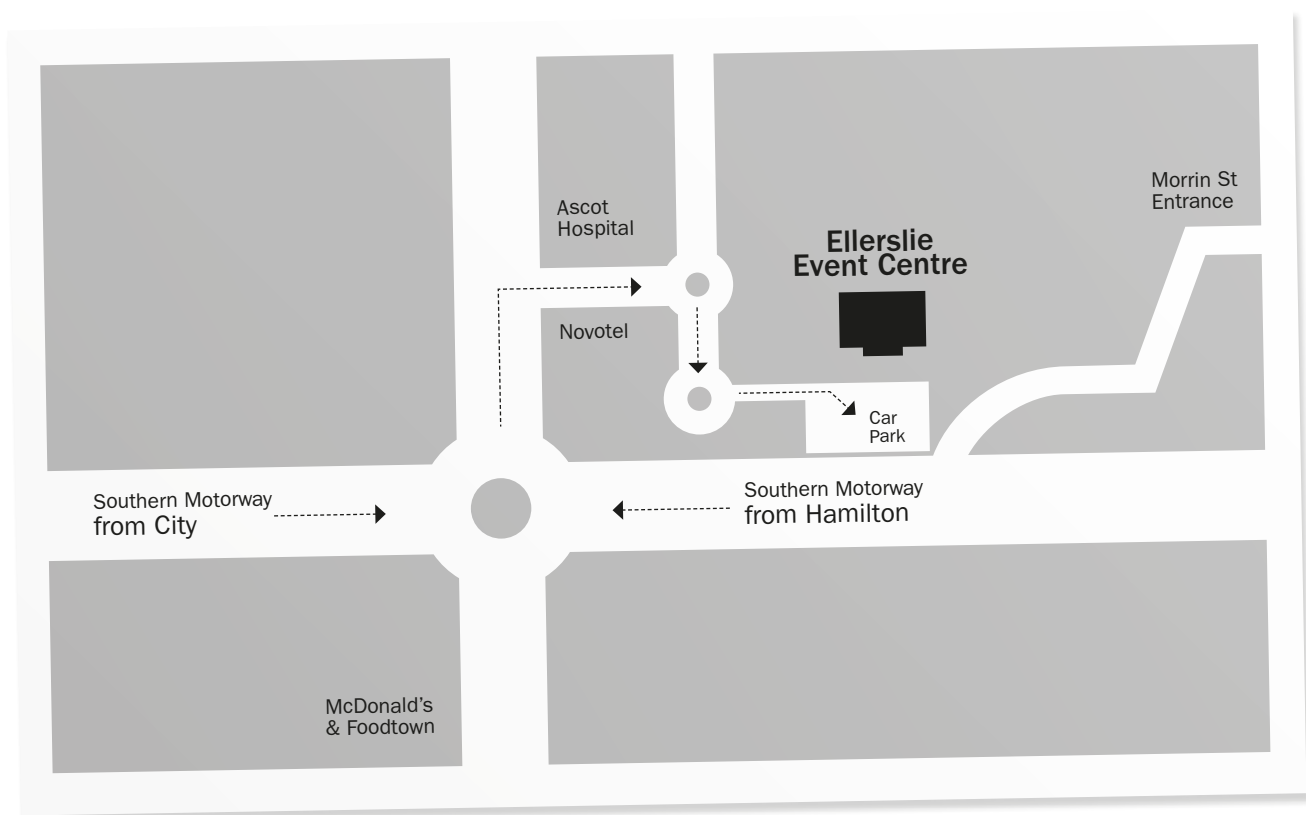 Morrin St
Entrance
Ascot
Hospital
Ellerslie
Event Centre
Novotel
Car
Park
Southern Motorway
from City
Southern Motorway
from Hamilton
McDonald's
& Foodtown